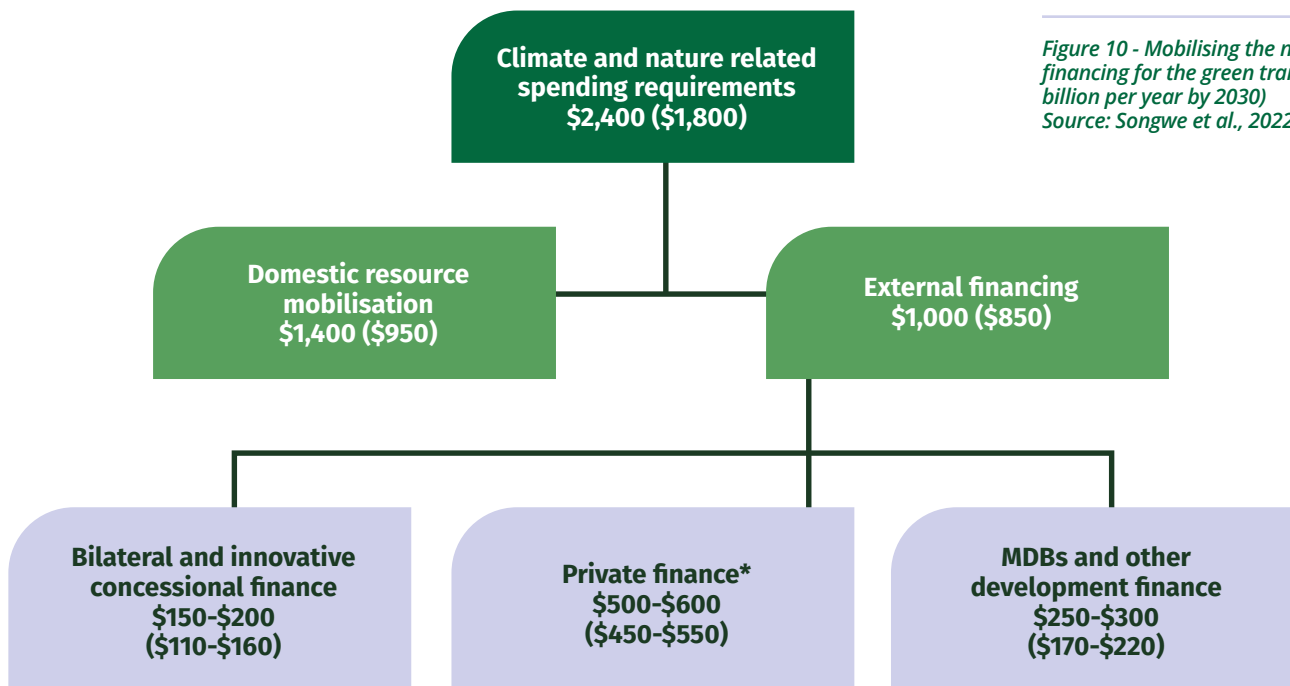 Climate and nature related
spending requirements
$2,400 ($1,800)
Figure 10 - Mobilising the
financing for the green
billion per year by 2030)
Source: Songwe et al., 2022
Domestic resource
mobilisation
$1,400 ($950)
External financing
$1,000 ($850)
Bilateral and innovative
concessional finance
$150-$200
($110-$160)
Private finance*
$500-$600
($450-$550)
MDBs and other
development finance
$250-$300
($170-$220)